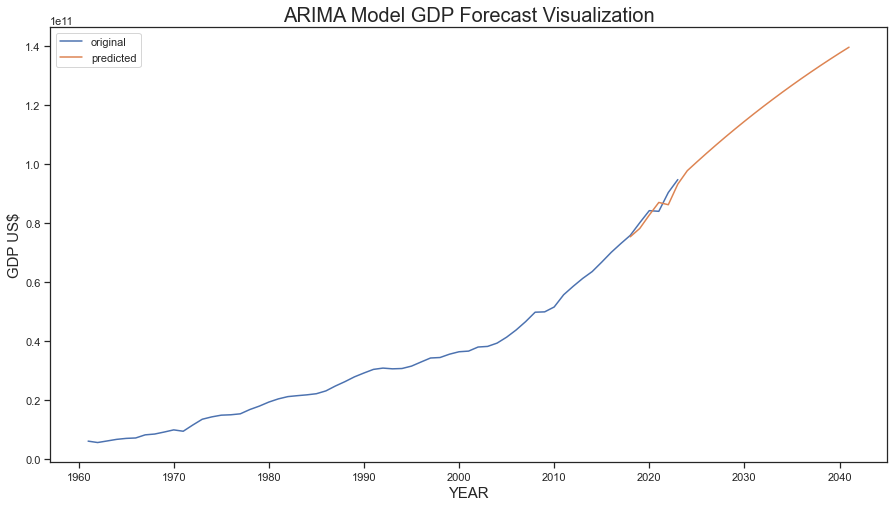 ARIMA Model GDP Forecast Visualization
1e11
original
predicted
1.4
1.2
1.0
0.8
0.6
0.4
0.2
0.0
GDP US$
1960 1970 1980 1990 2000 2010 2020 2030 2040
YEAR